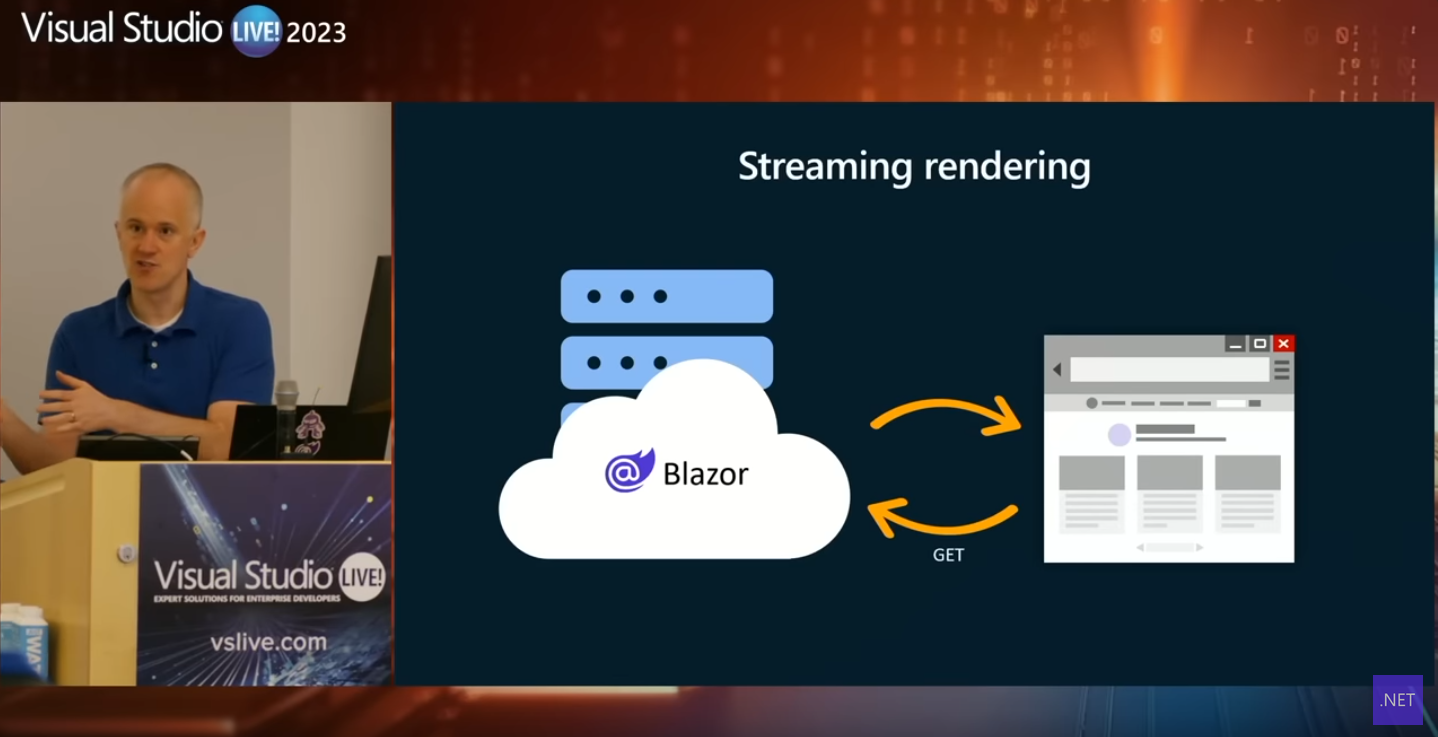 Visual Studio LIVE! 2023
Streaming rendering
@ Blazor
GET
Visual Studio LIVE!
EXPERT SOLUTIONS FOR ENTERPRISE DEVELOPERS
vslive.com
.NET